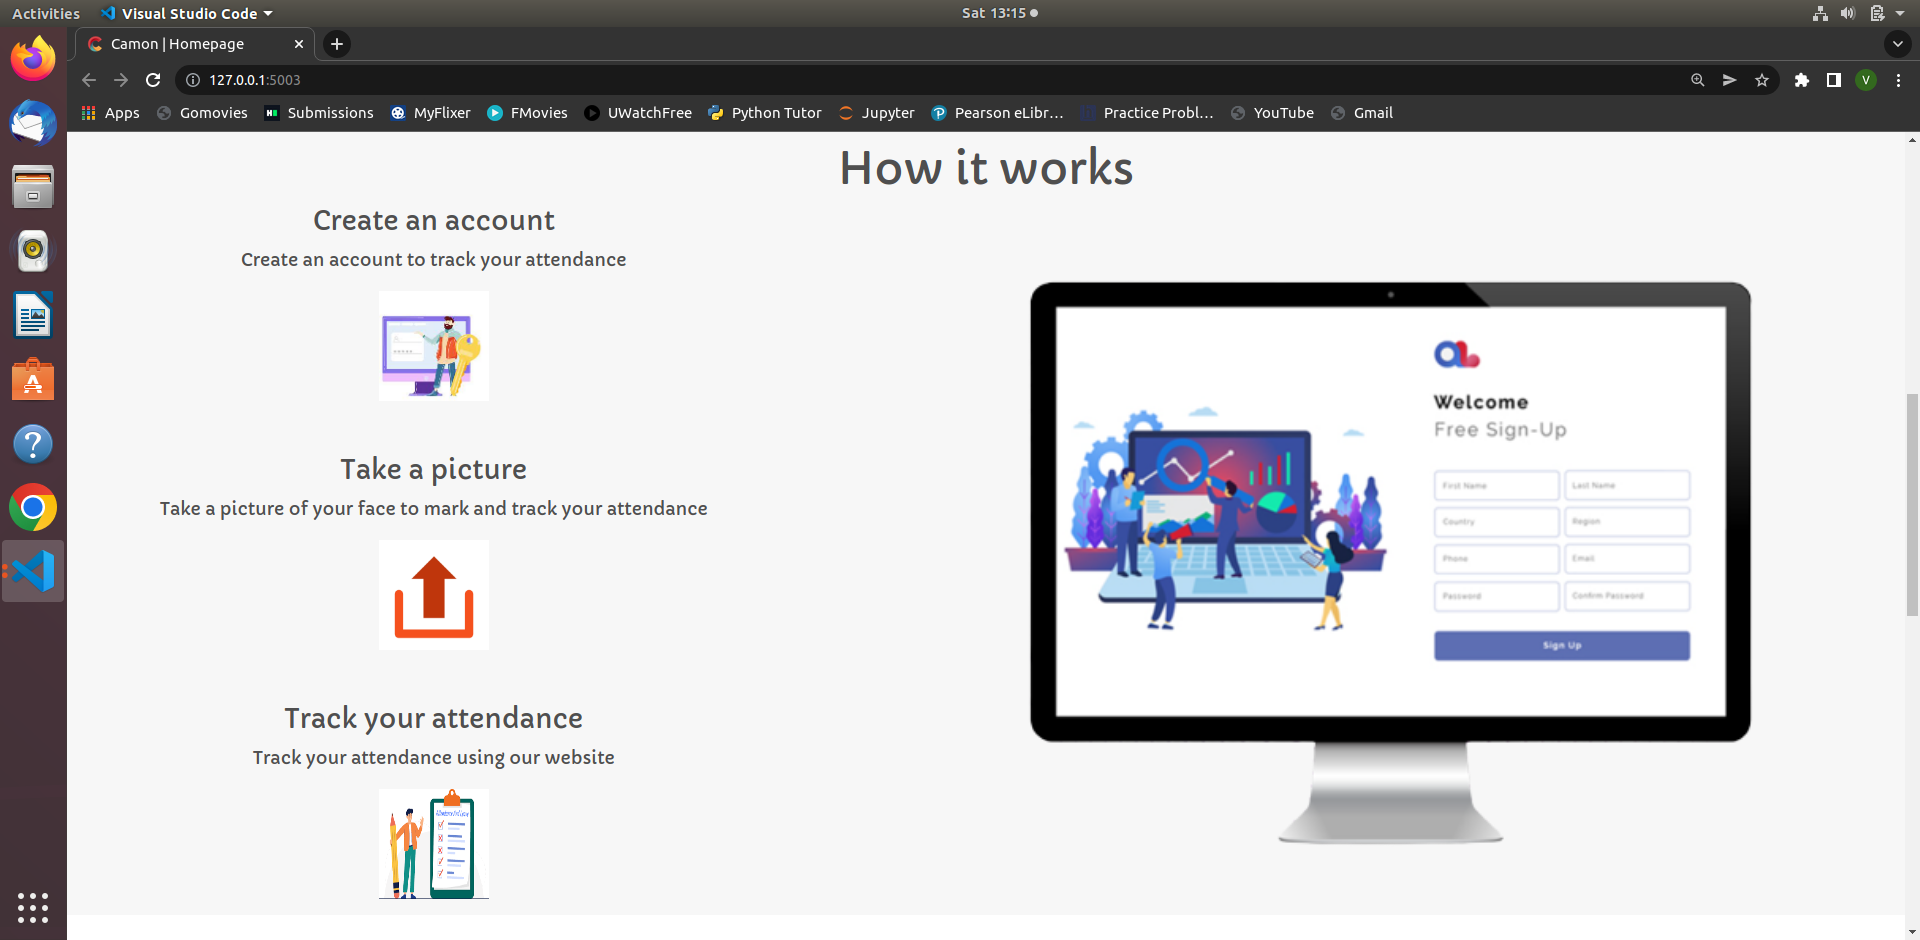 Activities
Visual Studio Code
Sat 13:15
Camon | Homepage
127.0.0.1:5003
V
Apps
Gomovies
Submissions
MyFlixer
FMovies
UWatchFree
Python Tutor
Jupyter
Pearson eLibr...
Practice Probl...
YouTube
Gmail
How it works
Create an account
Create an account to track your attendance
Take a picture
Take a picture of your face to mark and track your attendance
Track your attendance
Track your attendance using our website
Welcome
Free Sign-Up
First Name
Last Name
Country
Region
Phone
Email
Password
Confirm Password
Sign Up